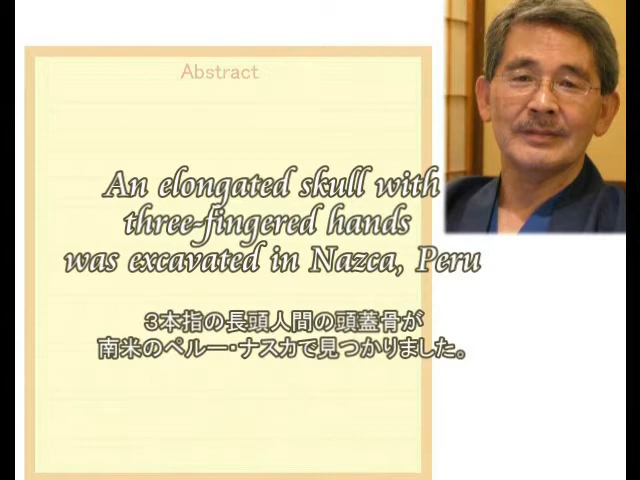 Abstract
An elongated skull with
three-fingered hands
was excavated in Nazca, Peru
３本指の長頭人間の頭蓋骨が
南米のペルー・ナスカで見つかりました。